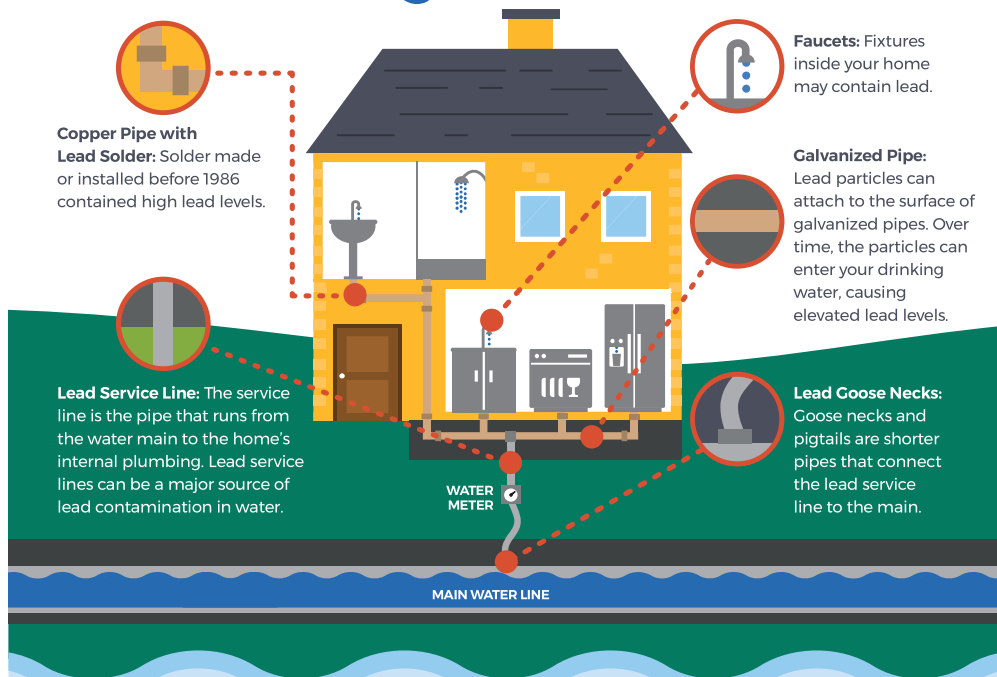 Copper Pipe with
Lead Solder: Solder made
or installed before 1986
contained high lead levels.
Lead Service Line: The service
line is the pipe that runs from
the water main to the home's
internal plumbing. Lead service
lines can be a major source of
lead contamination in water.
Faucets: Fixtures
inside your home
may contain lead.
Galvanized Pipe:
Lead particles can
attach to the surface of
galvanized pipes. Over
time, the particles can
enter your drinking
water, causing
elevated lead levels.
Lead Goose Necks:
Goose necks and
pigtails are shorter
pipes that connect
the lead service
line to the main.
WATER
METER
MAIN WATER LINE